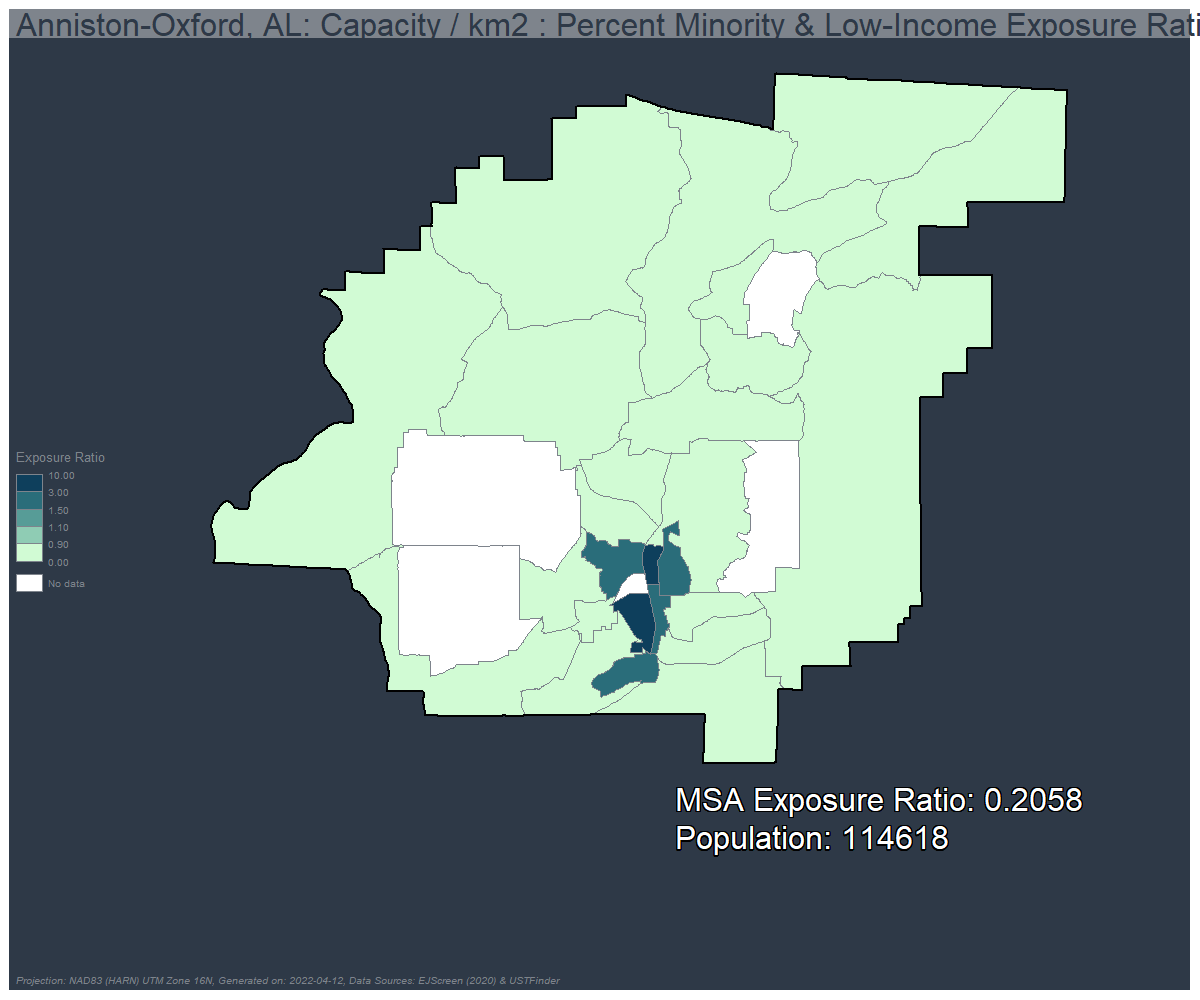 Anniston-Oxford, AL: Capacity / km2 : Percent Minority & Low-Income Exposure Rati
Exposure Ratio
10.00
3.00
1.50
1.10
0.90
0.00
No data
MSA Exposure Ratio: 0.2058
Population: 114618
Projection: NAD83 (HARN) UTM Zone 16N, Generated on: 2022-04-12, Data Sources: EJScreen (2020) & USTFinder